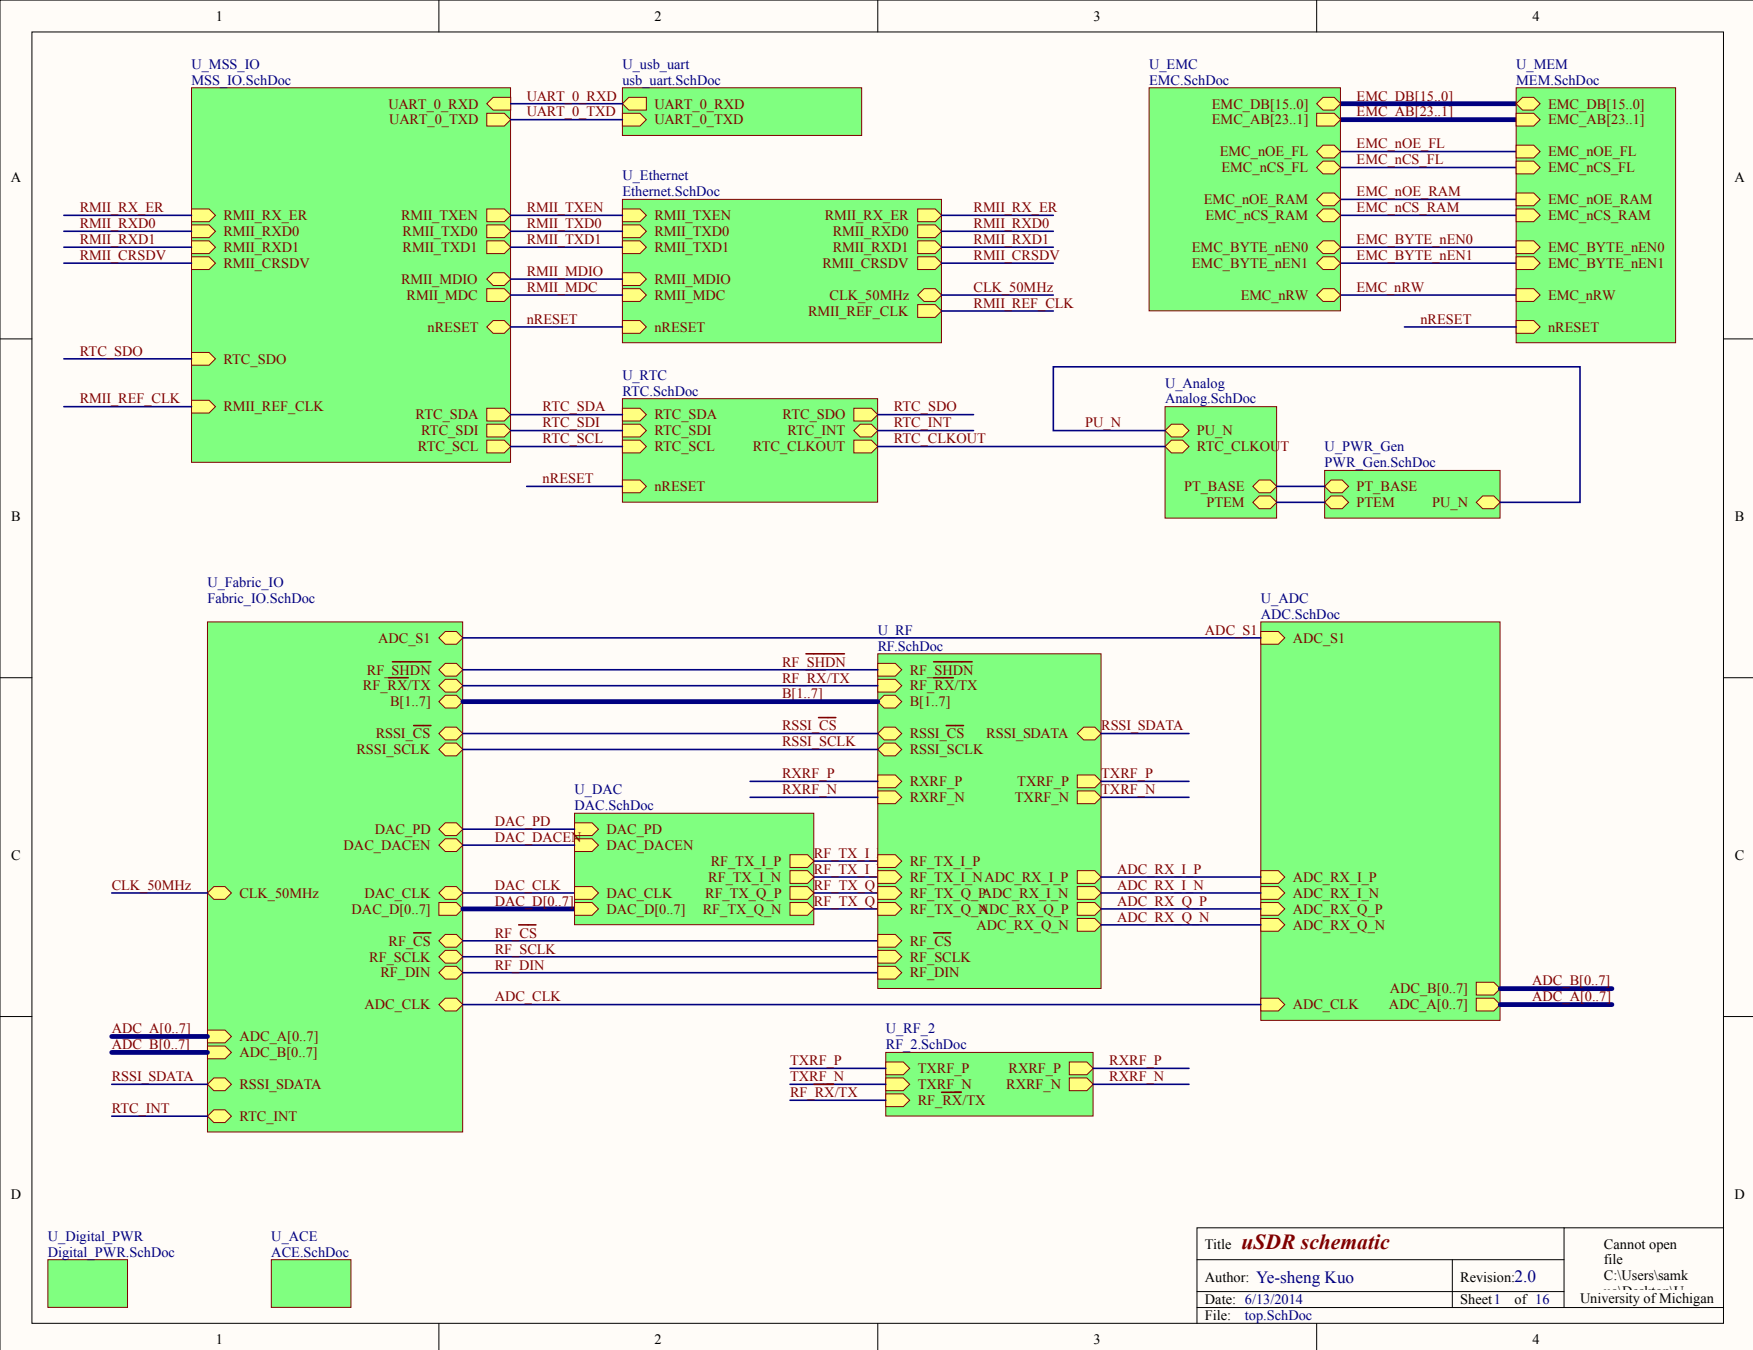 1
2
3
4
A
B
C
D
U_MSS_IO
MSS_IO.SchDoc
UART_0_RXD
UART_0_TXD
RMII_RX_ER
RMII_RXD0
RMII_RXD1
RMII_CRSDV
RMII_RX_ER
RMII_RXD0
RMII_RXD1
RMII_CRSDV
RMII_TXEN
RMII_TXD0
RMII_TXD1
RMII_MDIO
RMII_MDC
nRESET
RTC_SDO
RTC_SDO
RMII_REF_CLK
RMII_REF_CLK
RTC_SDA
RTC_SDI
RTC_SCL
UART_0_RXD
UART_0_TXD
U_usb_uart
usb_uart.SchDoc
UART_0_RXD
UART_0_TXD
RMII_TXEN
RMII_TXD0
RMII_TXD1
RMII_MDIO
RMII_MDC
nRESET
U_Ethernet
Ethernet.SchDoc
RMII_TXEN
RMII_TXD0
RMII_TXD1
RMII_MDIO
RMII_MDC
nRESET
RMII_RX_ER
RMII_RXD0
RMII_RXD1
RMII_CRSDV
CLK_50MHz
RMII_REF_CLK
RMII_RX_ER
RMII_RXD0
RMII_RXD1
RMII_CRSDV
CLK_50MHz
RMII_REF_CLK
RTC_SDA
RTC_SDI
RTC_SCL
nRESET
U_RTC
RTC.SchDoc
RTC_SDA
RTC_SDI
RTC_SCL
nRESET
RTC_SDO
RTC_INT
RTC_CLKOUT
RTC_SDO
RTC_INT
RTC_CLKOUT
U_EMC
EMC.SchDoc
EMC_DB[15..0]
EMC_AB[23..1]
EMC_nOE_FL
EMC_nCS_FL
EMC_nOE_RAM
EMC_nCS_RAM
EMC_BYTE_nEN0
EMC_BYTE_nEN1
EMC_nRW
EMC_DB[15..0]
EMC_AB[23..1]
EMC_nOE_FL
EMC_nCS_FL
EMC_nOE_RAM
EMC_nCS_RAM
EMC_BYTE_nEN0
EMC_BYTE_nEN1
EMC_nRW
nRESET
U_MEM
MEM.SchDoc
EMC_DB[15..0]
EMC_AB[23..1]
EMC_nOE_FL
EMC_nCS_FL
EMC_nOE_RAM
EMC_nCS_RAM
EMC_BYTE_nEN0
EMC_BYTE_nEN1
EMC_nRW
nRESET
PU_N
U_Analog
Analog.SchDoc
PU_N
RTC_CLKOUT
PT_BASE
PTEM
U_PWR_Gen
PWR_Gen.SchDoc
PT_BASE
PTEM
PU_N
U_Fabric_IO
Fabric_IO.SchDoc
ADC_S1
RF_SHDN
RF_RX/TX
B[1..7]
RSSI_CS
RSSI_SCLK
DAC_PD
DAC_DACEN
CLK_50MHz
CLK_50MHz
DAC_CLK
DAC_D[0..7]
RF_CS
RF_SCLK
RF_DIN
ADC_CLK
ADC_A[0..7]
ADC_B[0..7]
RSSI_SDATA
RTC_INT
ADC_A[0..7]
ADC_B[0..7]
RSSI_SDATA
RTC_INT
DAC_PD
DAC_DACEN
DAC_CLK
DAC_D[0..7]
RF_CS
RF_SCLK
RF_DIN
ADC_CLK
U_DAC
DAC.SchDoc
DAC_PD
DAC_DACEN
DAC_CLK
DAC_D[0..7]
RF_TX_I_P
RF_TX_I_N
RF_TX_Q_P
RF_TX_Q_N
RF_TX_I
RF_TX_I
RF_TX_Q
RF_TX_Q
RF_SHDN
RF_RX/TX
B[1..7]
RSSI_CS
RSSI_SCLK
RXRF_P
RXRF_N
U_RF
RF.SchDoc
RF_SHDN
RF_RX/TX
B[1..7]
RSSI_CS
RSSI_SCLK
RSSI_SDATA
RXRF_P
RXRF_N
TXRF_P
TXRF_N
RF_TX_I_P
RF_TX_I_N
RF_TX_Q_P
RF_TX_Q_N
ADC_RX_I_P
ADC_RX_I_N
ADC_RX_Q_P
ADC_RX_Q_N
RF_CS
RF_SCLK
RF_DIN
RSSI_SDATA
TXRF_P
TXRF_N
ADC_RX_I_P
ADC_RX_I_N
ADC_RX_Q_P
ADC_RX_Q_N
ADC_S1
U_ADC
ADC.SchDoc
ADC_S1
ADC_RX_I_P
ADC_RX_I_N
ADC_RX_Q_P
ADC_RX_Q_N
ADC_B[0..7]
ADC_A[0..7]
ADC_CLK
ADC_B[0..7]
ADC_A[0..7]
TXRF_P
TXRF_N
RF_RX/TX
U_RF_2
RF_2.SchDoc
TXRF_P
TXRF_N
RF_RX/TX
RXRF_P
RXRF_N
RXRF_P
RXRF_N
U_Digital_PWR
Digital_PWR.SchDoc
U_ACE
ACE.SchDoc
Title uSDR schematic
Author: Ye-sheng Kuo
Revision:2.0
Date: 6/13/2014
Sheet 1 of 16
File: top.SchDoc
Cannot open
file
C:\Users\samk
University of Michigan
A
B
C
D
1
2
3
4